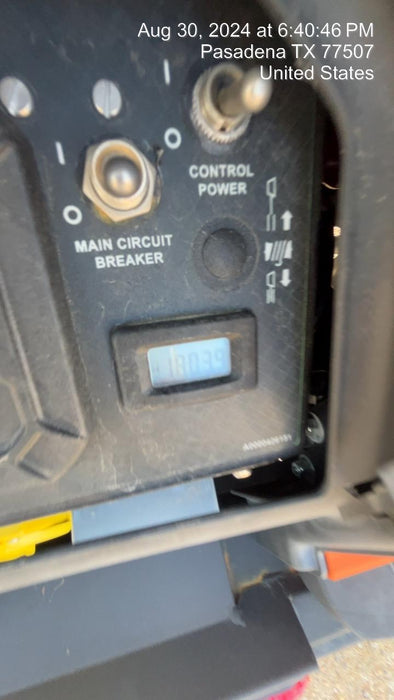 Aug 30, 2024 at 6:40:46 PM
Pasadena TX 77507
United States
I
O
CONTROL
POWER
I
O
MAIN CIRCUIT
BREAKER